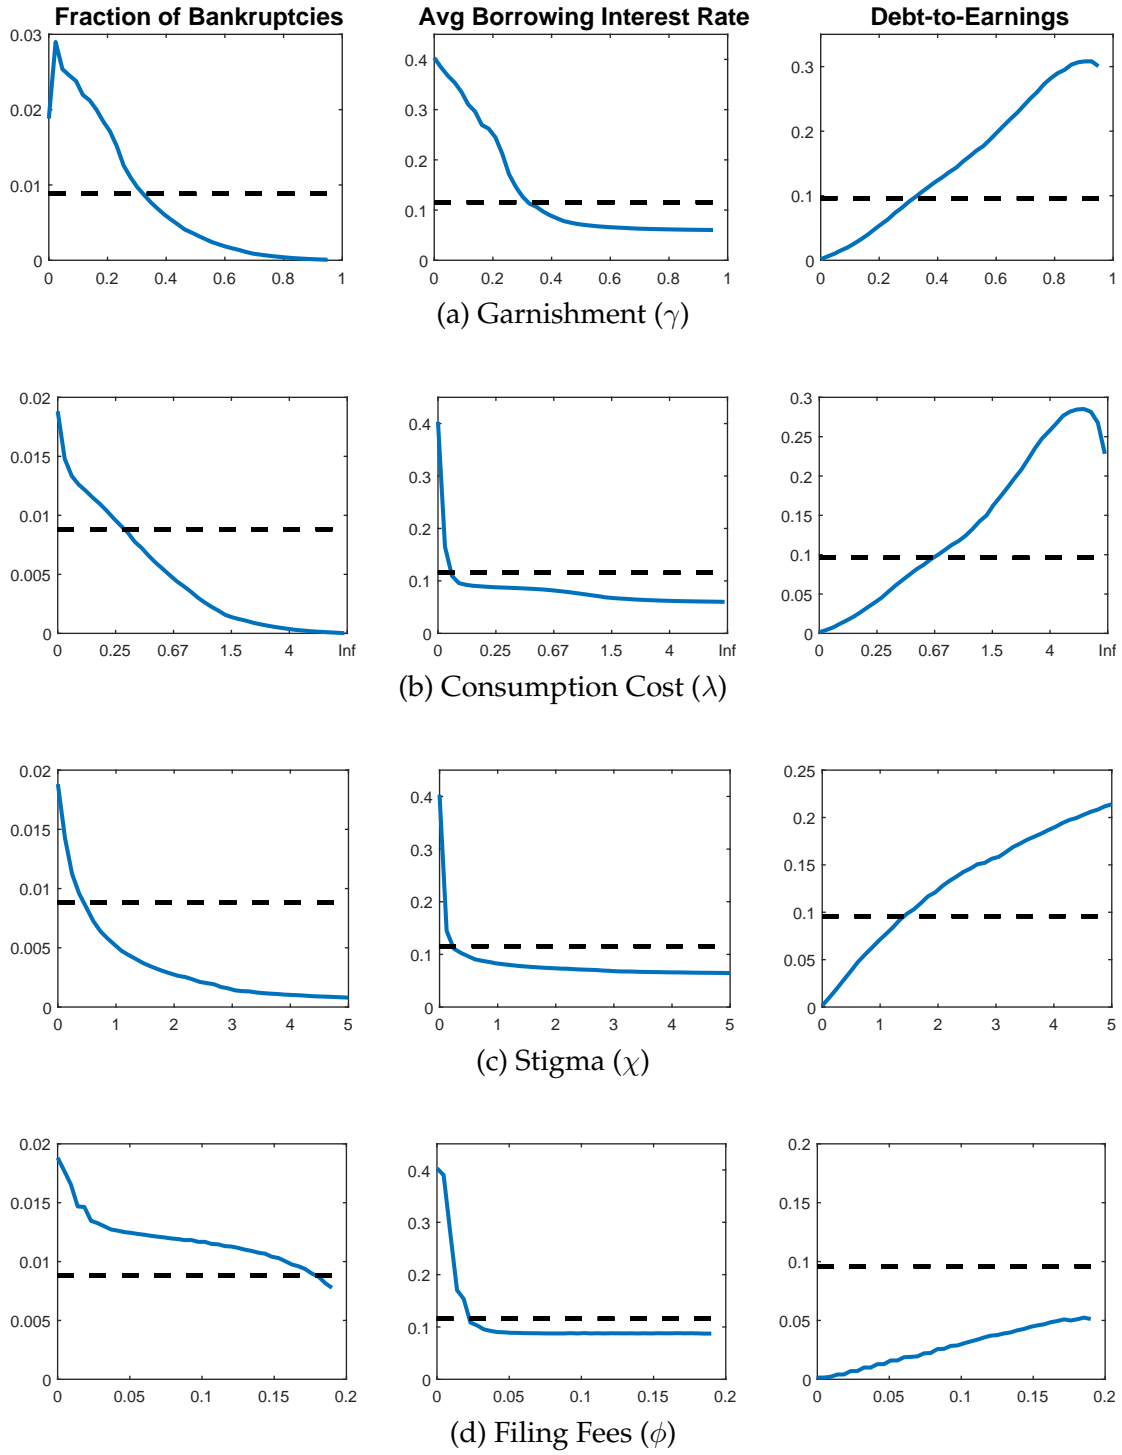 Fraction of Bankruptcies Avg Borrowing Interest Rate Debt-to-Earnings
0.03 0.02 0.01 0
0 0.2 0.4 0.6 0.8 1
0.4 0.3 0.2 0.1 0
0 0.2 0.4 0.6 0.8 1
0.3 0.2 0.1 0
0 0.2 0.4 0.6 0.8 1
(a) Garnishment (γ)
0.02 0.015 0.01 0.005 0
0 0.25 0.67 1.5 4 Inf
0.4 0.3 0.2 0.1 0
0 0.25 0.67 1.5 4 Inf
0.3 0.25 0.2 0.15 0.1 0.05 0
0 0.25 0.67 1.5 4 Inf
(b) Consumption Cost (λ)
0.02 0.015 0.01 0.005 0
0 1 2 3 4 5
0.4 0.3 0.2 0.1 0
0 1 2 3 4 5
0.25 0.2 0.15 0.1 0.05 0
0 1 2 3 4 5
(c) Stigma (χ)
0.02 0.015 0.01 0.005 0
0 0.05 0.1 0.15 0.2
0.4 0.3 0.2 0.1 0
0 0.05 0.1 0.15 0.2
0.2 0.15 0.1 0.05 0
0 0.05 0.1 0.15 0.2
(d) Filing Fees (ϕ)